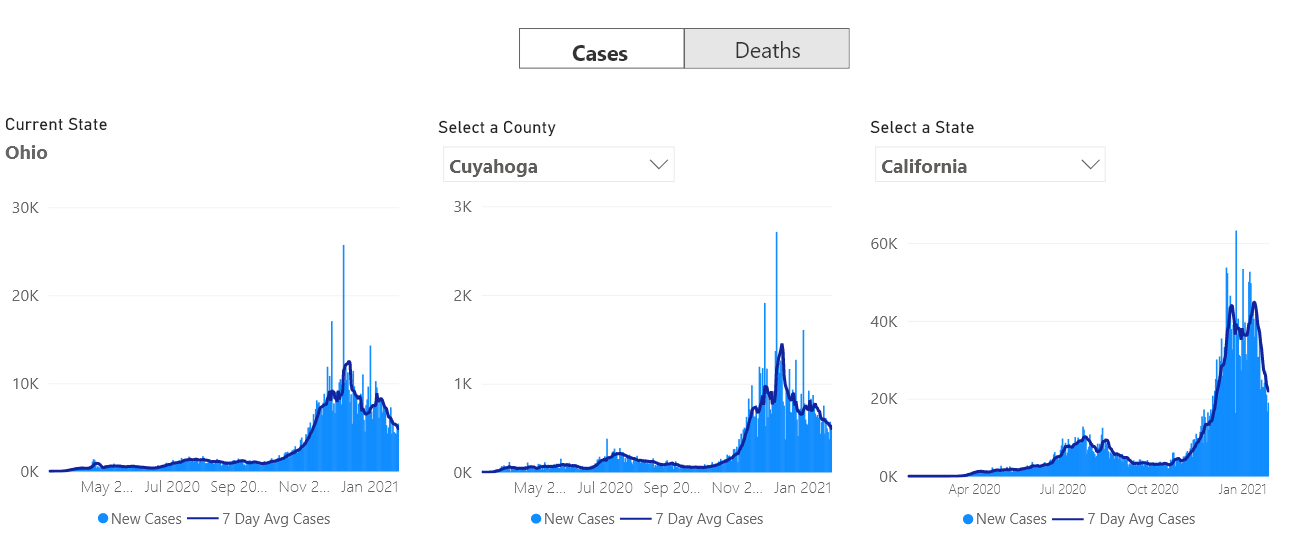 Cases Deaths
Current State
Ohio
Select a County
Cuyahoga
Select a State
California
30K
20K
10K
0K
May 2... Jul 2020 Sep 20... Nov 2... Jan 2021
New Cases 7 Day Avg Cases
3K
2K
1K
0K
May 2... Jul 2020 Sep 20... Nov 2... Jan 2021
New Cases 7 Day Avg Cases
60K
40K
20K
0K
Apr 2020 Jul 2020 Oct 2020 Jan 2021
New Cases 7 Day Avg Cases